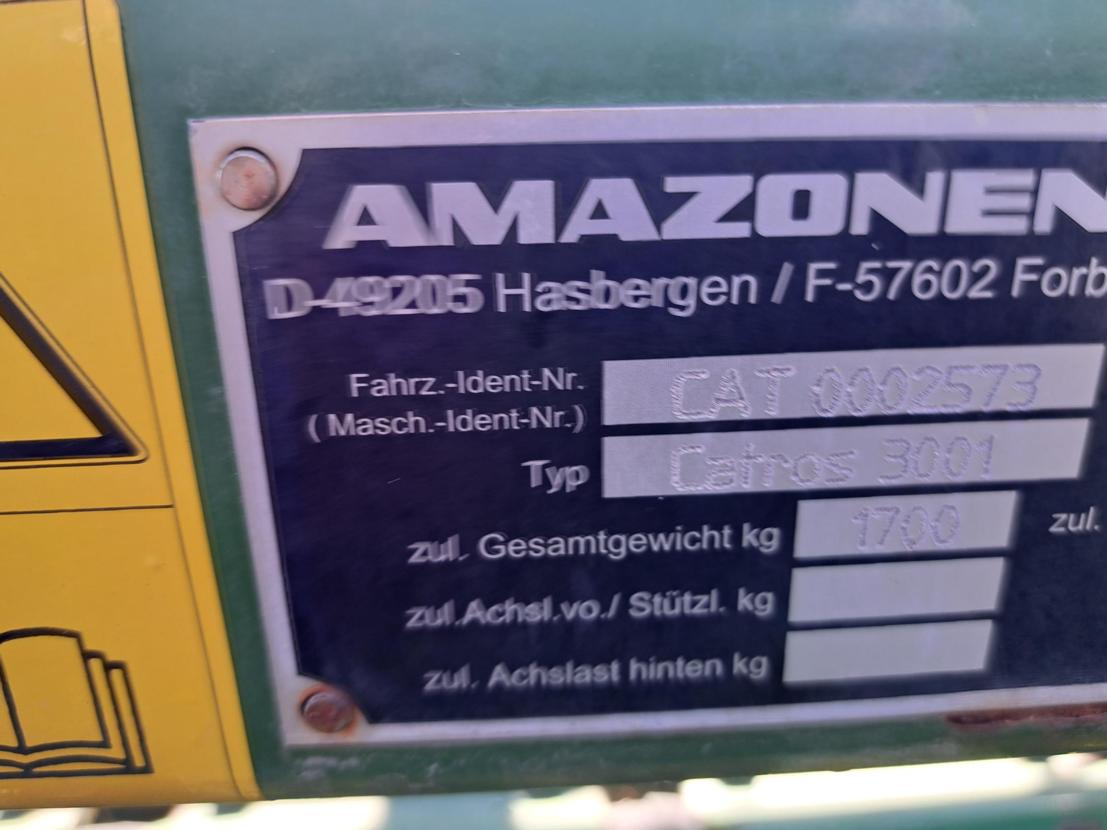 AMAZONEN
D-49205 Hasbergen / F-57602 Forb
Fahrz.-Ident-Nr.
(Masch.-Ident-Nr.) CAT 0002573
Typ Catros 3001
zul. Gesamtgewicht kg 1700 zul.
zul.Achsl.vo./ Stützl. kg
zul. Achslast hinten kg